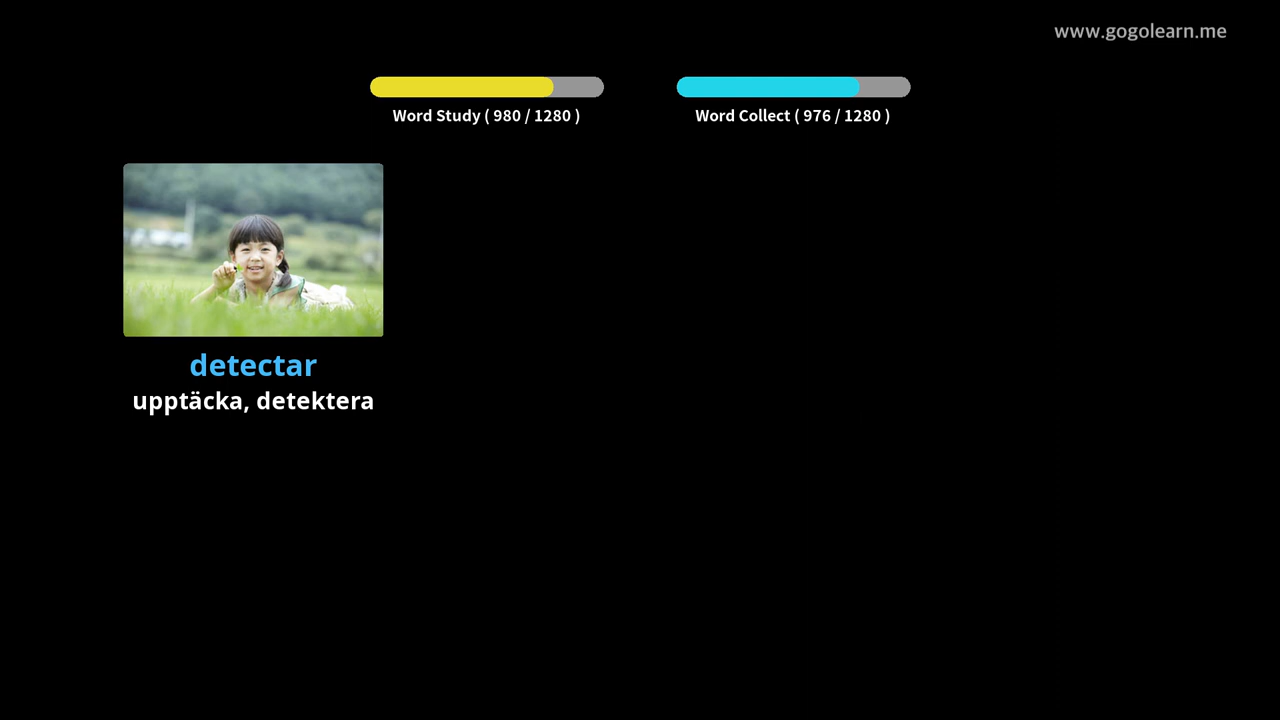 www.gogolearn.me
Word Study ( 980 / 1280 )
Word Collect ( 976 / 1280 )
detectar
upptäcka, detektera